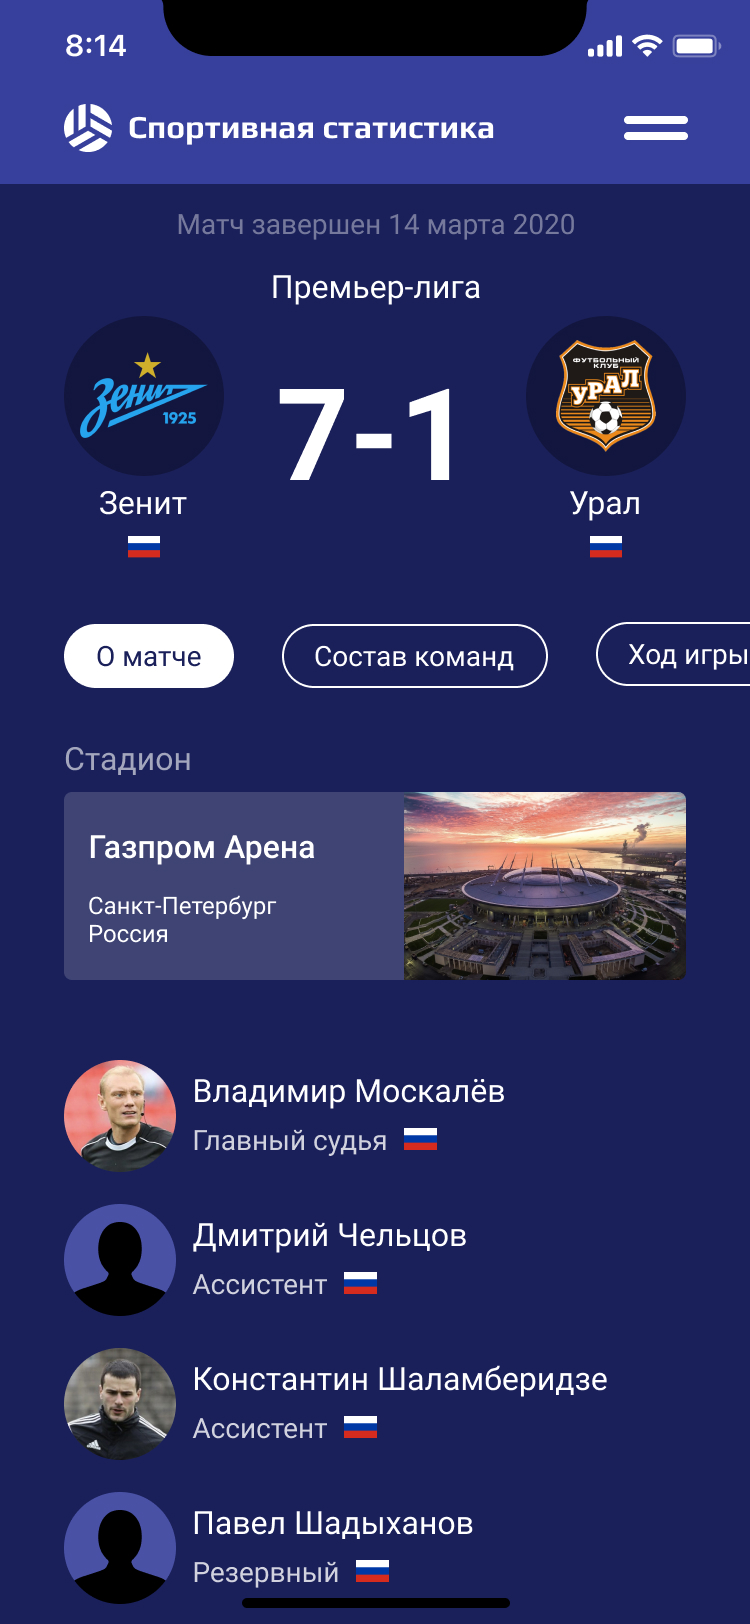 8:14
Спортивная статистика
Матч завершен 14 марта 2020
Премьер-лига
Зенит
1925
7-1
ФУТБОЛЬНЫЙ
КЛУБ
УРАЛ
Зенит
Урал
О матче
Состав команд
Ход игры
Стадион
Газпром Арена
Санкт-Петербург
Россия
Владимир Москалёв
Главный судья
Дмитрий Чельцов
Ассистент
Константин Шаламберидзе
Ассистент
Павел Шадыханов
Резервный